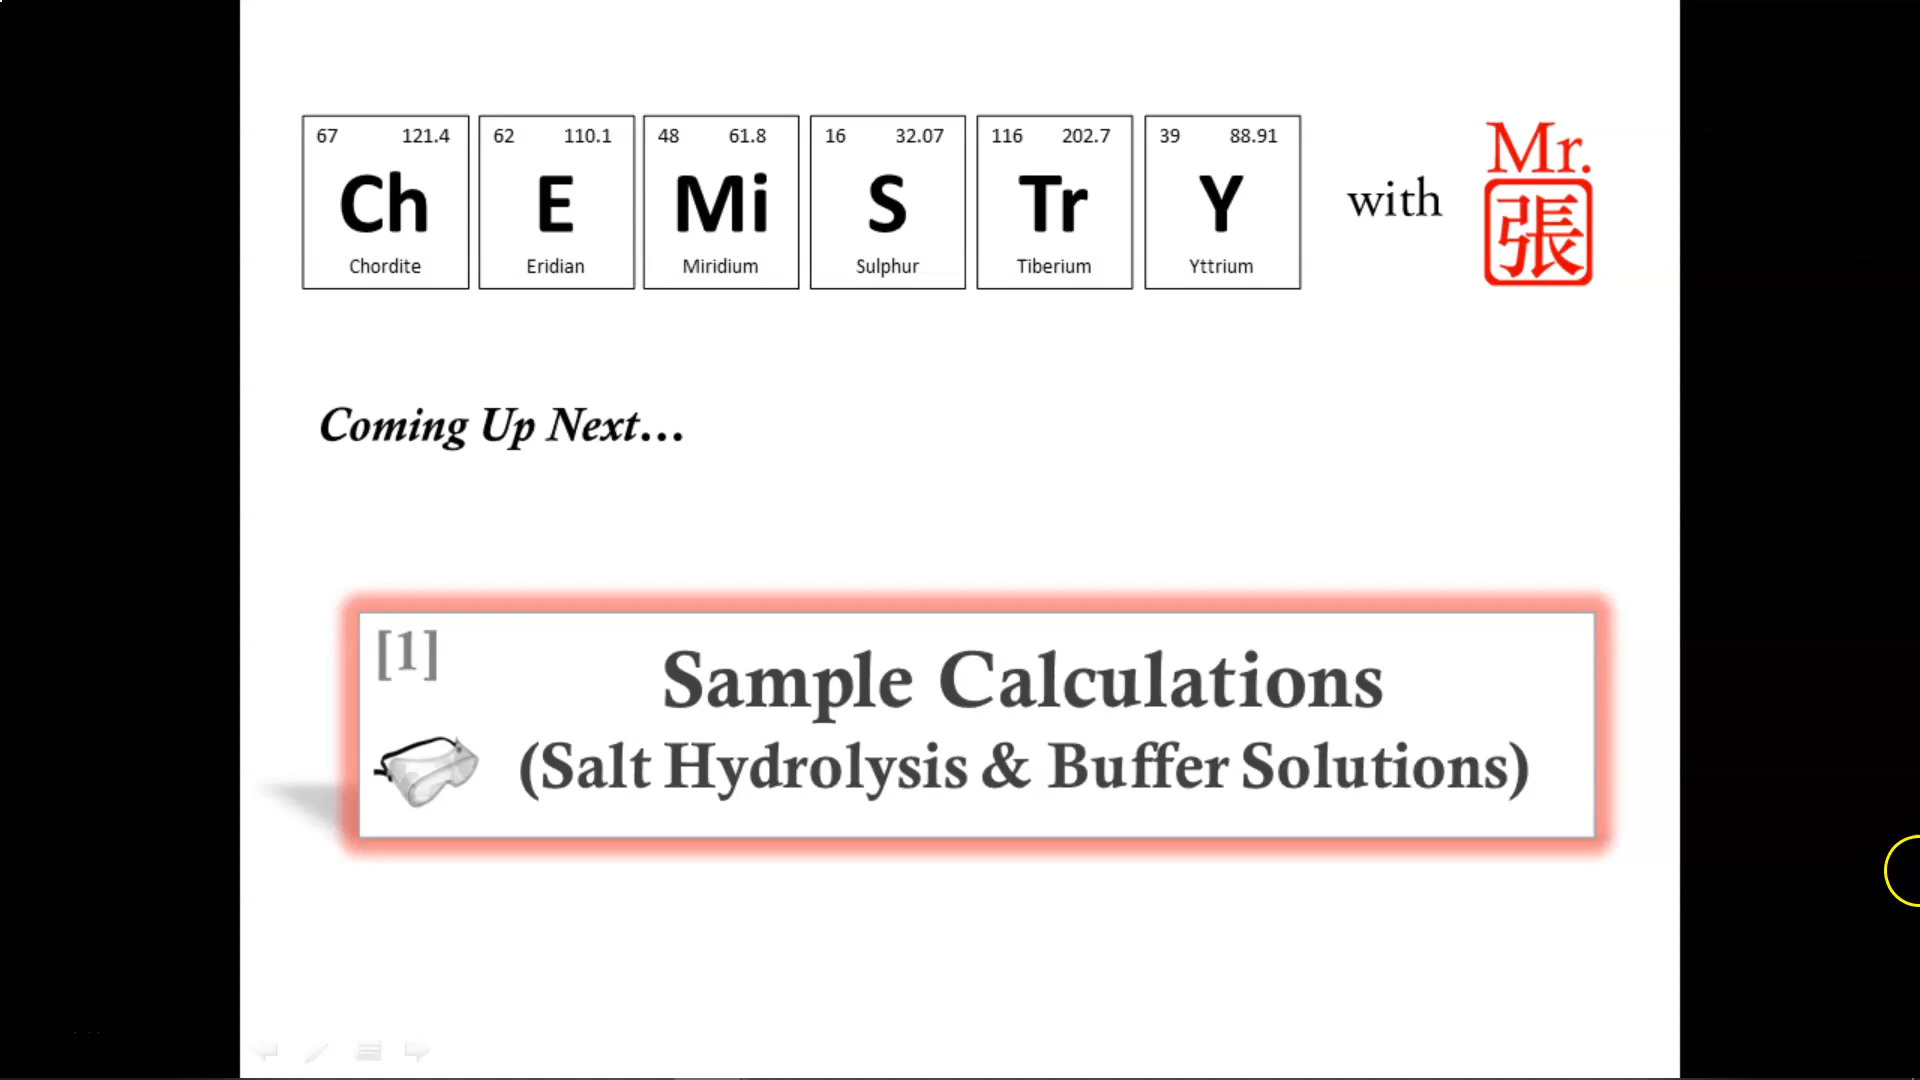 67 121.4 62 110.1 48 61.8 16 32.07 116 202.7 39 88.91
Ch E Mi S Tr Y with Mr. 張
Chordite Eridian Miridium Sulphur Tiberium Yttrium
Coming Up Next...
[1]
Sample Calculations
(Salt Hydrolysis & Buffer Solutions)